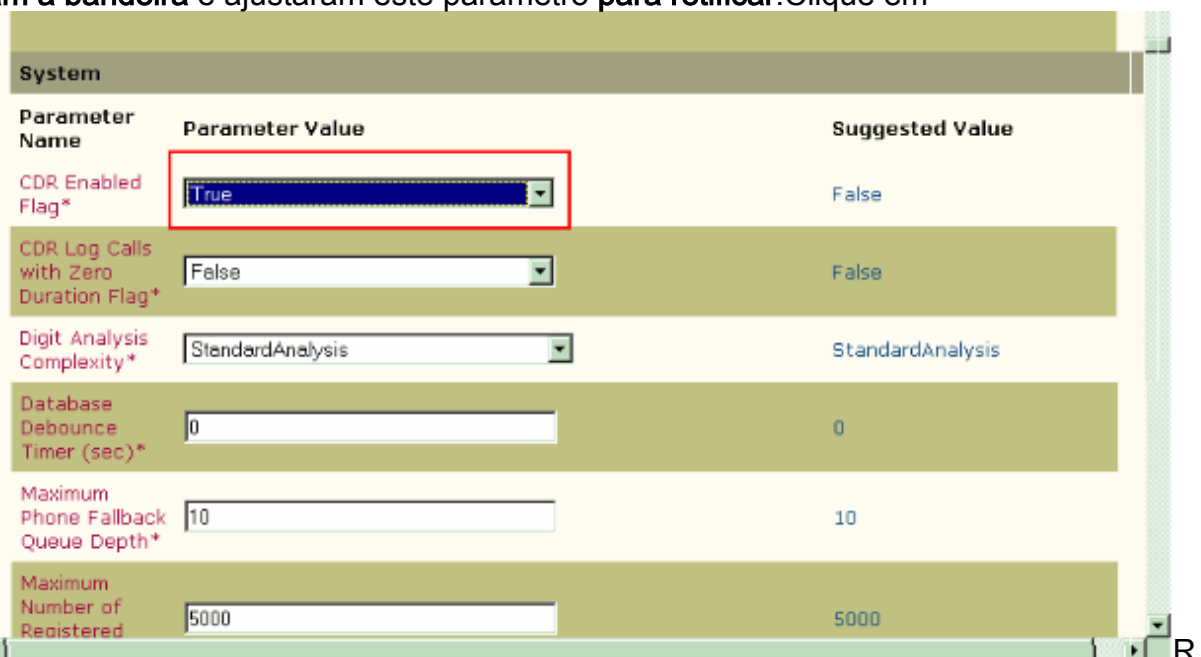 am a bandeira e ajustaram este parâmetro para retificar.Clique em
System
Parameter
Name
Parameter Value
Suggested Value
CDR Enabled
Flag*
True
False
CDR Log Calls
with Zero
Duration Flag*
False
False
Digit Analysis
Complexity*
StandardAnalysis
StandardAnalysis
Database
Debounce
Timer (sec)*
0
0
Maximum
Phone Fallback
Queue Depth*
10
10
Maximum
Number of
Registered
5000
5000
R